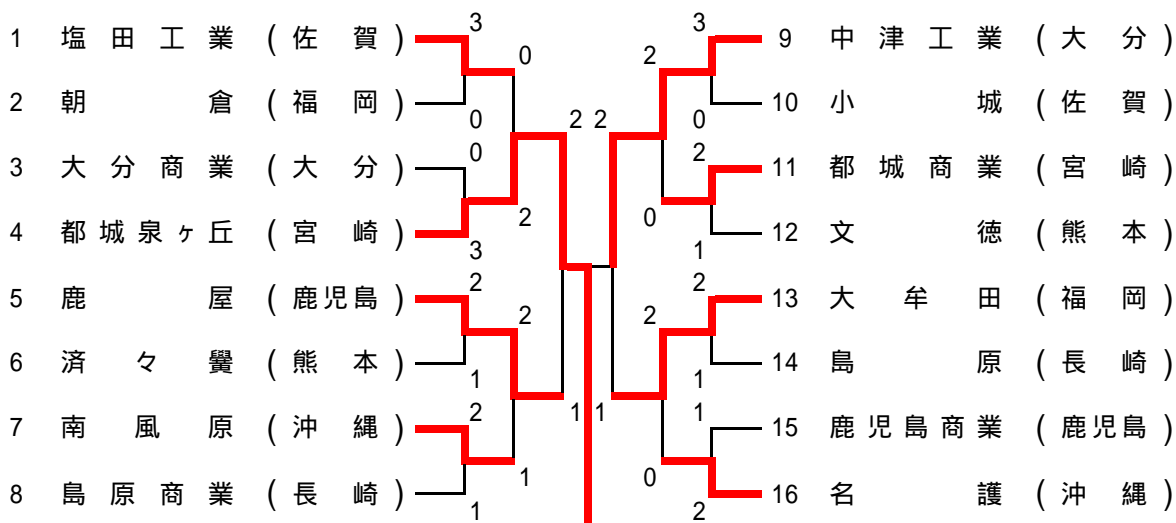 1 塩田工業 (佐賀) 3
0
2 朝倉 (福岡) 0
3 大分商業 (大分) 0
2
4 都城泉ヶ丘 (宮崎) 3
2
5 鹿屋 (鹿児島) 2
2
6 済々黌 (熊本) 1
7 南風原 (沖縄) 2
1
8 島原商業 (長崎) 1
1
3 9 中津工業 (大分)
2
0 10 小城 (佐賀)
2 11 都城商業 (宮崎)
0
1 12 文徳 (熊本)
2
2 13 大牟田 (福岡)
2
1 14 島原 (長崎)
1 15 鹿児島商業 (鹿児島)
0
2 16 名護 (沖縄)
1